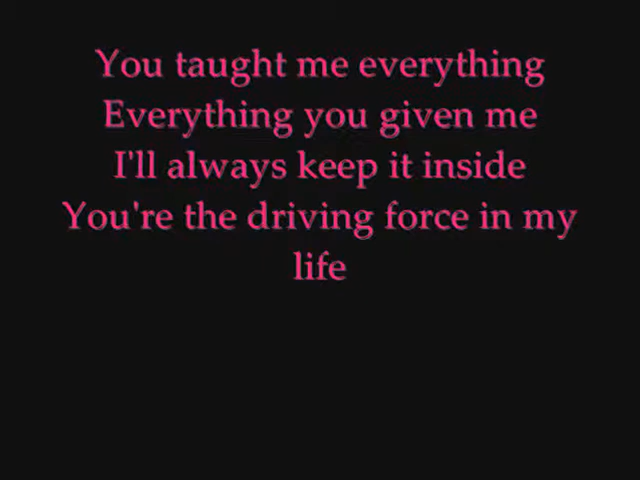 You taught me everything
Everything you given me
I'll always keep it inside
You're the driving force in my
life